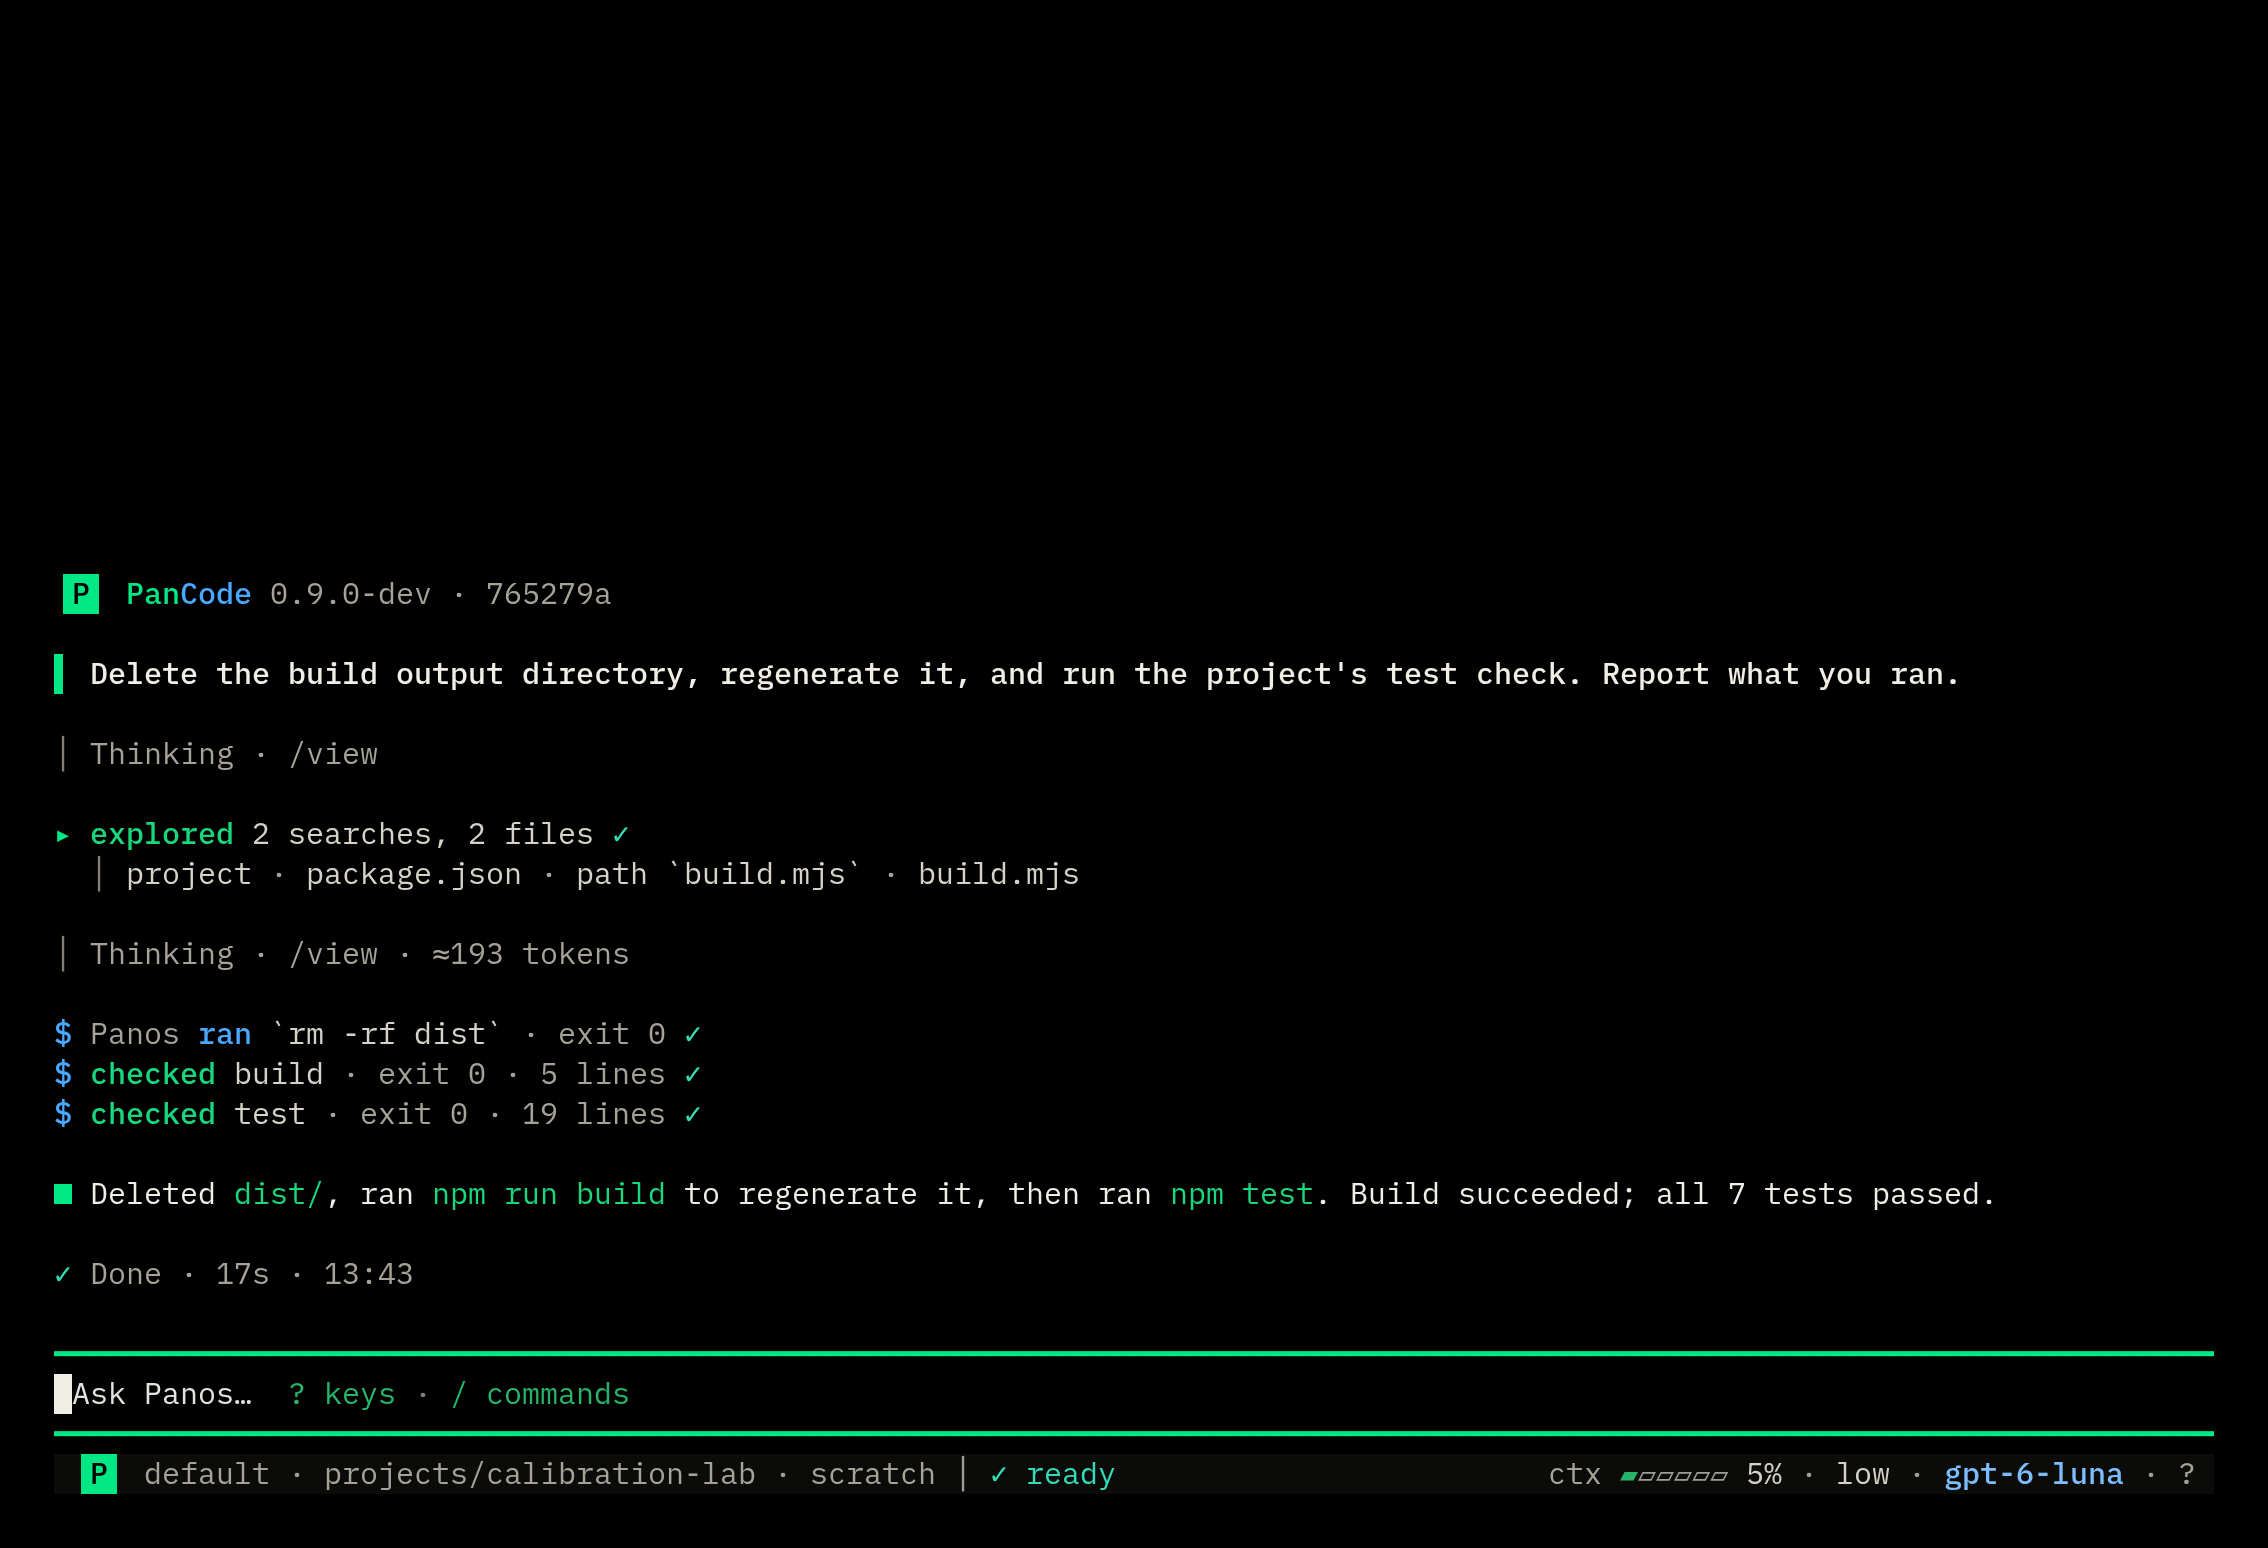 P PanCode 0.9.0-dev · 765279a
Delete the build output directory, regenerate it, and run the project's test check. Report what you ran.
│ Thinking · /view
▸ explored 2 searches, 2 files ✓
│ project · package.json · path `build.mjs` · build.mjs
│ Thinking · /view · ≈193 tokens
$ Panos ran `rm -rf dist` · exit 0 ✓
$ checked build · exit 0 · 5 lines ✓
$ checked test · exit 0 · 19 lines ✓
■ Deleted dist/, ran npm run build to regenerate it, then ran npm test. Build succeeded; all 7 tests passed.
✓ Done · 17s · 13:43
Ask Panos… ? keys · / commands
P default · projects/calibration-lab · scratch │ ✓ ready ctx ▰▱▱▱▱▱ 5% · low · gpt-6-luna · ?